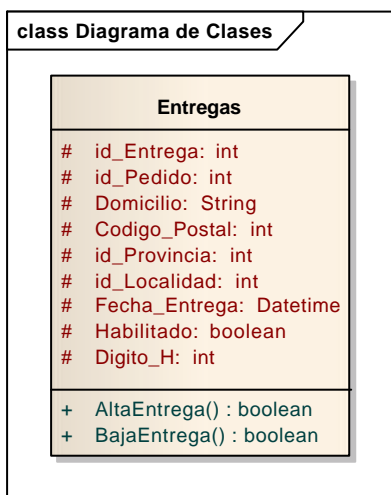 class Diagrama de Clases
Entregas
# id_Entrega: int
# id_Pedido: int
# Domicilio: String
# Codigo_Postal: int
# id_Provincia: int
# id_Localidad: int
# Fecha_Entrega: Datetime
# Habilitado: boolean
# Digito_H: int
+ AltaEntrega() : boolean
+ BajaEntrega() : boolean